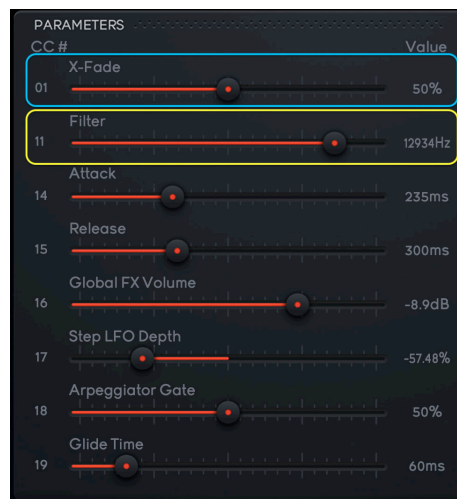 PARAMETERS
CC # Value
X-Fade
01 50%
Filter
11 12934Hz
Attack
14 235ms
Release
15 300ms
Global FX Volume
16 -8.9dB
Step LFO Depth
17 -57.48%
Arpeggiator Gate
18 50%
Glide Time
19 60ms